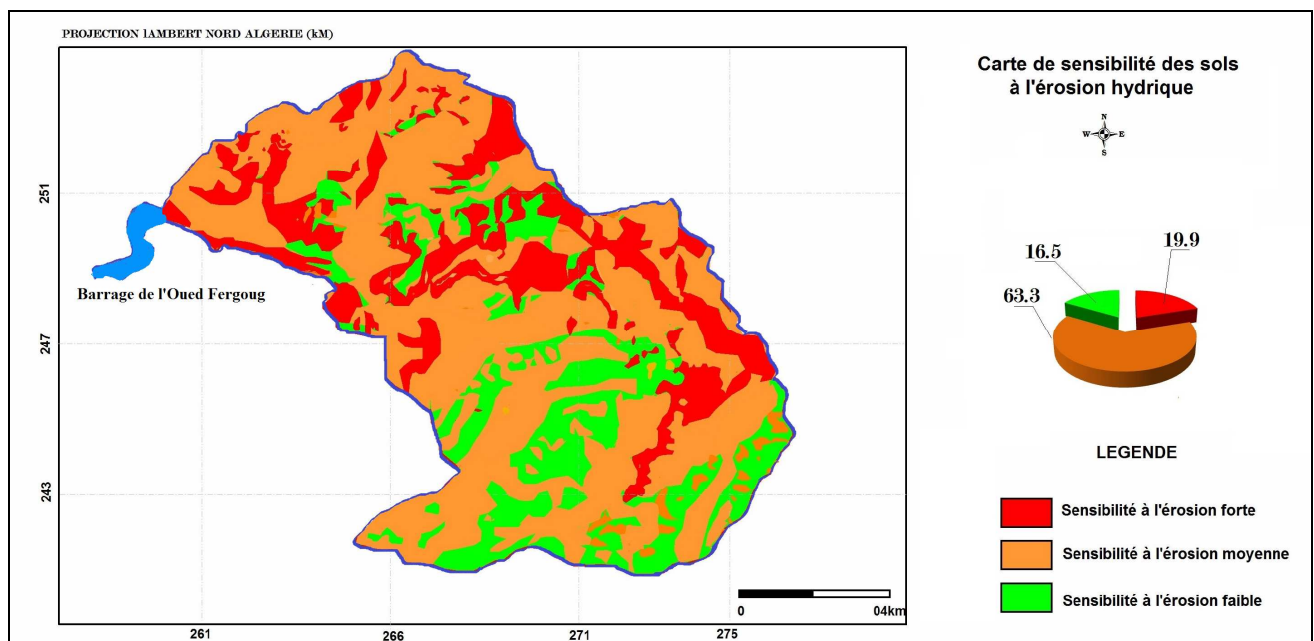 PROJECTION lAMBERT NORD ALGERIE (kM)
Carte de sensibilité des sols
à l'érosion hydrique
N
W E
S
251
247
243
Barrage de l'Oued Fergoug
16.5
19.9
63.3
LEGENDE
Sensibilité à l'érosion forte
Sensibilité à l'érosion moyenne
Sensibilité à l'érosion faible
0 04km
261 266 271 275